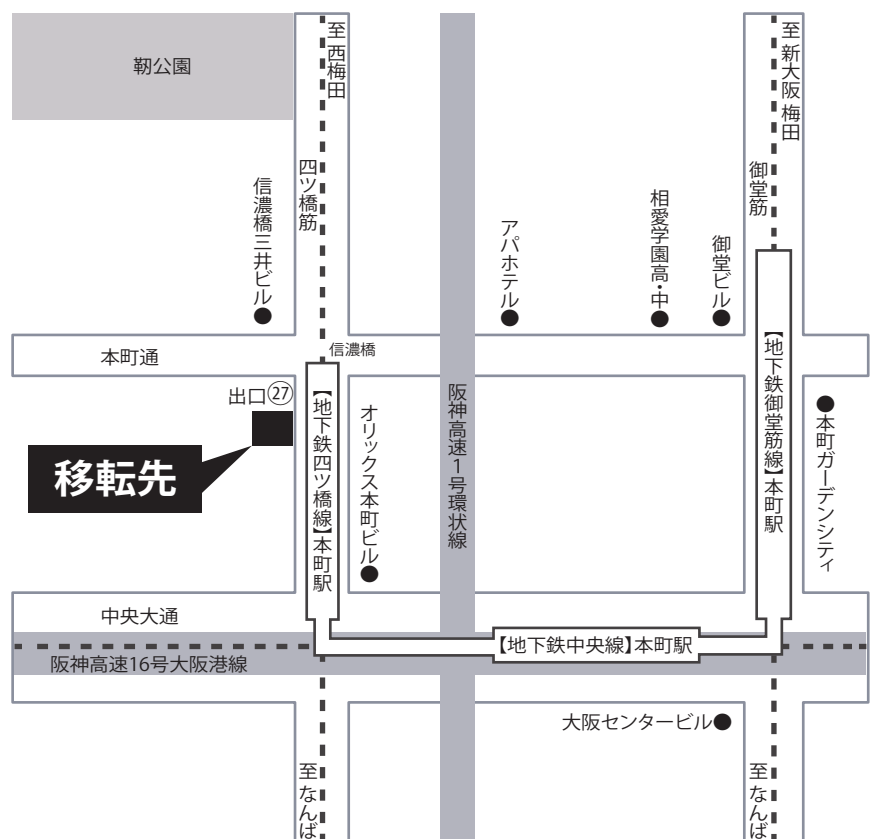 靭公園
至 西梅田
至 新大阪 梅田
四ツ橋筋
御堂筋
信濃橋三井ビル
アパホテル
相愛学園高・中
御堂ビル
本町通
信濃橋
出口㉗
移転先
【地下鉄四ツ橋線】本町駅
オリックス本町ビル
阪神高速1号環状線
【地下鉄御堂筋線】本町駅
本町ガーデンシティ
中央大通
【地下鉄中央線】本町駅
阪神高速16号大阪港線
大阪センタービル
至 なんば
至 なんば